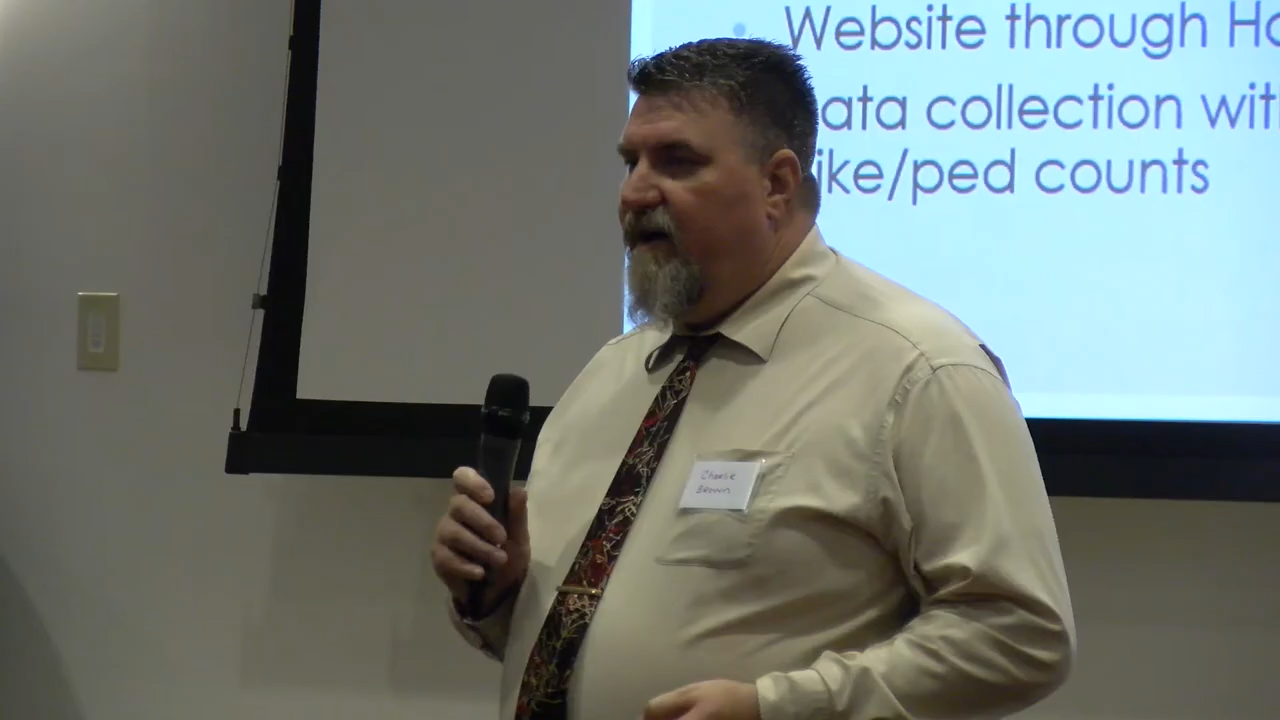 Website through Ho
ata collection wit
ike/ped counts
Charlie
Brown